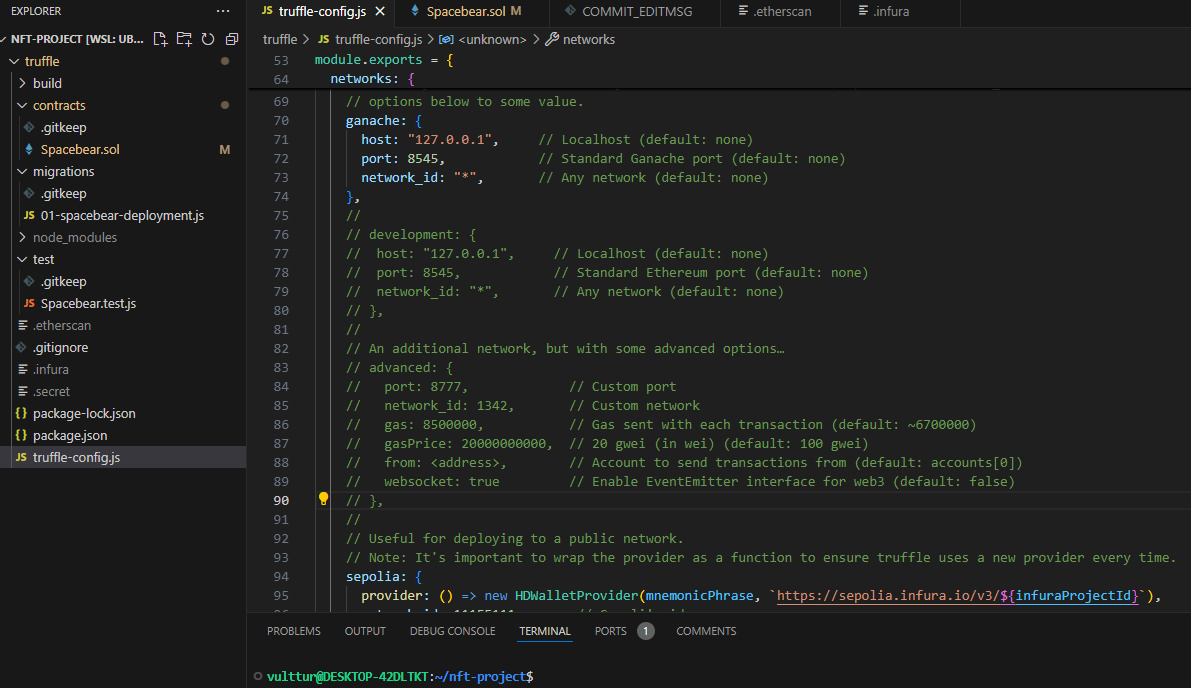 EXPLORER ...
NFT-PROJECT [WSL: UB...
truffle
build
contracts
.gitkeep
Spacebear.sol M
migrations
.gitkeep
JS 01-spacebear-deployment.js
node_modules
test
.gitkeep
JS Spacebear.test.js
.etherscan
.gitignore
.infura
.secret
{} package-lock.json
{} package.json
JS truffle-config.js
JS truffle-config.js Spacebear.sol M COMMIT_EDITMSG .etherscan .infura
truffle > JS truffle-config.js > <unknown> > networks
53 module.exports = {
64 networks: {
69 // options below to some value.
70 ganache: {
71 host: "127.0.0.1", // Localhost (default: none)
72 port: 8545, // Standard Ganache port (default: none)
73 network_id: "*", // Any network (default: none)
74 },
75 //
76 // development: {
77 // host: "127.0.0.1", // Localhost (default: none)
78 // port: 8545, // Standard Ethereum port (default: none)
79 // network_id: "*", // Any network (default: none)
80 // },
81 //
82 // An additional network, but with some advanced options…
83 // advanced: {
84 // port: 8777, // Custom port
85 // network_id: 1342, // Custom network
86 // gas: 8500000, // Gas sent with each transaction (default: ~6700000)
87 // gasPrice: 20000000000, // 20 gwei (in wei) (default: 100 gwei)
88 // from: <address>, // Account to send transactions from (default: accounts[0])
89 // websocket: true // Enable EventEmitter interface for web3 (default: false)
90 // },
91 //
92 // Useful for deploying to a public network.
93 // Note: It's important to wrap the provider as a function to ensure truffle uses a new provider every time.
94 sepolia: {
95 provider: () => new HDWalletProvider(mnemonicPhrase, `https://sepolia.infura.io/v3/${infuraProjectId}`),
PROBLEMS OUTPUT DEBUG CONSOLE TERMINAL PORTS 1 COMMENTS
vulttur@DESKTOP-42DLTKT:~/nft-project$